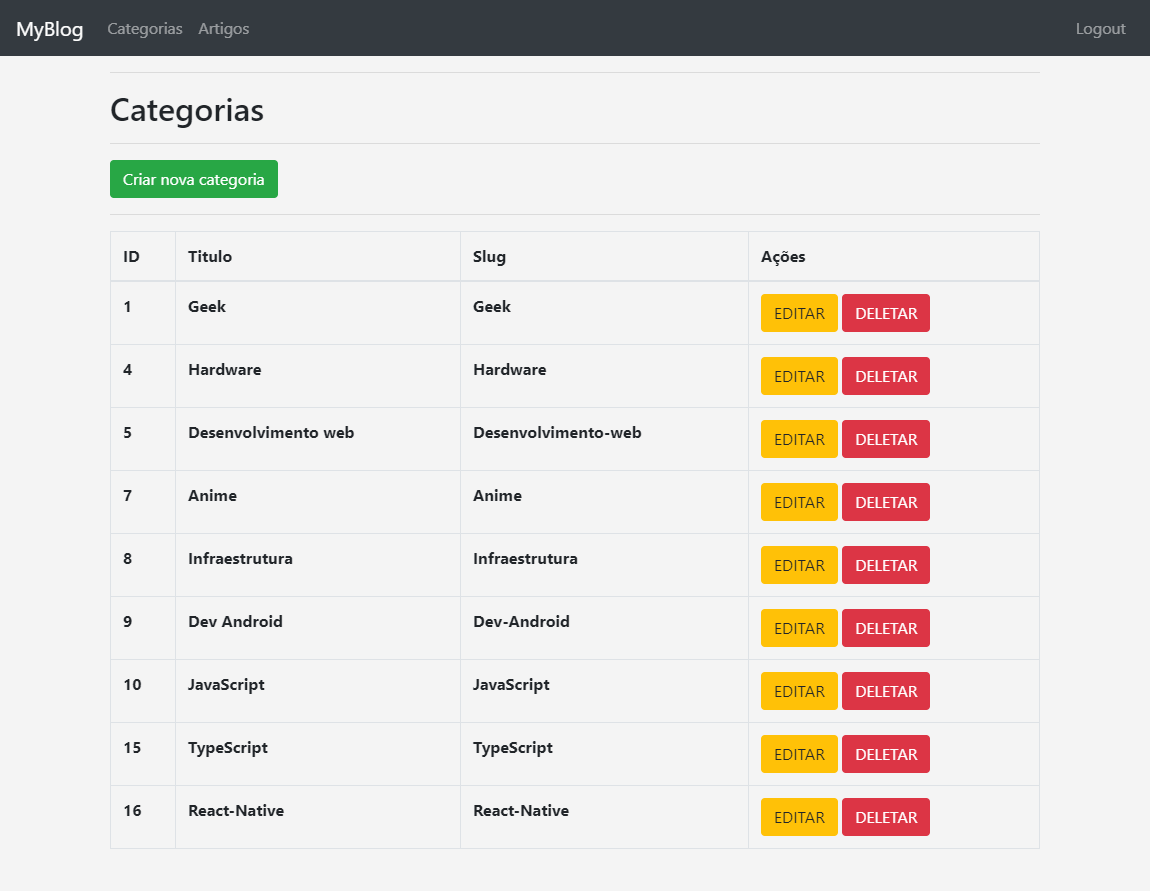 MyBlog Categorias Artigos Logout
Categorias
Criar nova categoria
ID Titulo Slug Ações
1 Geek Geek EDITAR DELETAR
4 Hardware Hardware EDITAR DELETAR
5 Desenvolvimento web Desenvolvimento-web EDITAR DELETAR
7 Anime Anime EDITAR DELETAR
8 Infraestrutura Infraestrutura EDITAR DELETAR
9 Dev Android Dev-Android EDITAR DELETAR
10 JavaScript JavaScript EDITAR DELETAR
15 TypeScript TypeScript EDITAR DELETAR
16 React-Native React-Native EDITAR DELETAR